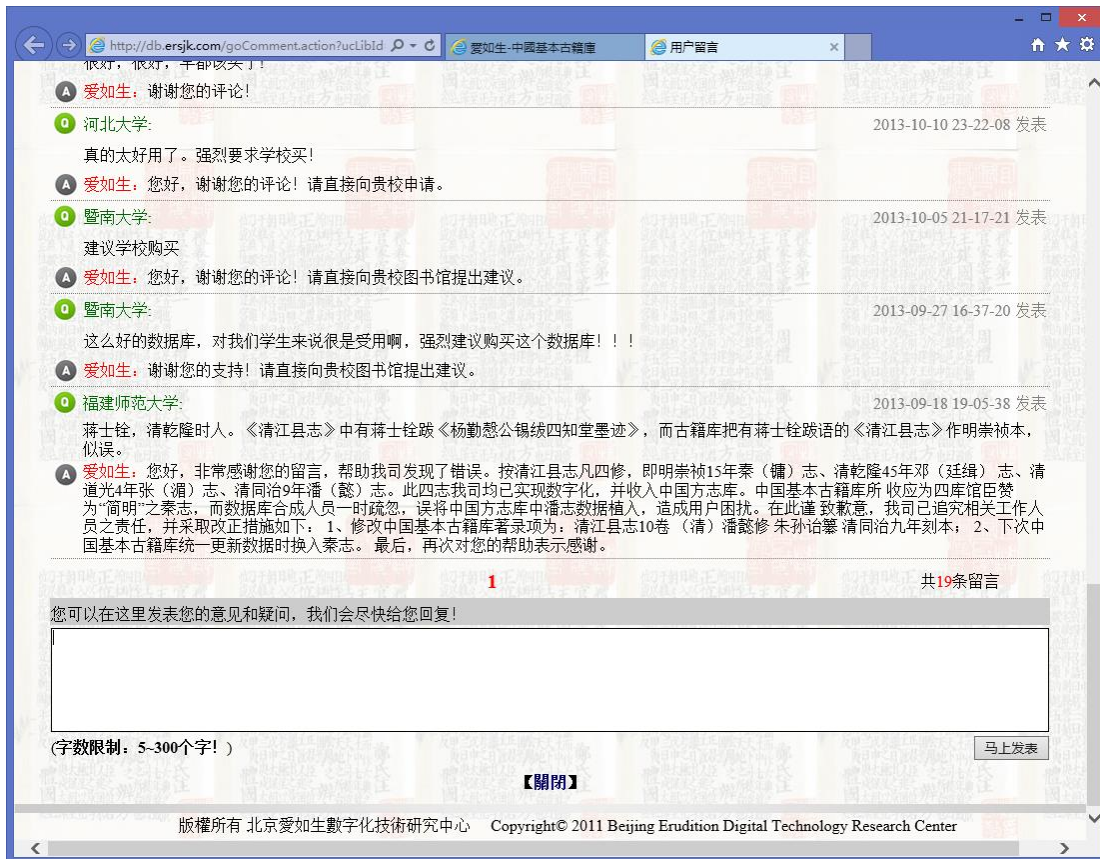 http://db.ersjk.com/goComment.action?ucLibId
愛如生-中國基本古籍庫
用户留言
很好，很好，早都该买了！
A 爱如生：谢谢您的评论！
Q 河北大学:
2013-10-10 23-22-08 发表
真的太好用了。强烈要求学校买！
A 爱如生：您好，谢谢您的评论！请直接向贵校申请。
Q 暨南大学:
2013-10-05 21-17-21 发表
建议学校购买
A 爱如生：您好，谢谢您的评论！请直接向贵校图书馆提出建议。
Q 暨南大学:
2013-09-27 16-37-20 发表
这么好的数据库，对我们学生来说很是受用啊，强烈建议购买这个数据库！！！
A 爱如生：谢谢您的支持！请直接向贵校图书馆提出建议。
Q 福建师范大学:
2013-09-18 19-05-38 发表
蒋士铨，清乾隆时人。《清江县志》中有蒋士铨跋《杨勤慤公锡绂四知堂墨迹》，而古籍库把有蒋士铨跋语的《清江县志》作明崇祯本，
似误。
A 爱如生：您好，非常感谢您的留言，帮助我司发现了错误。按清江县志凡四修，即明崇祯15年秦（镛）志、清乾隆45年邓（廷缉） 志、清
道光4年张（湄）志、清同治9年潘（懿）志。此四志我司均已实现数字化，并收入中国方志库。中国基本古籍库所 收应为四库馆臣赞
为“简明”之秦志，而数据库合成人员一时疏忽，误将中国方志库中潘志数据植入，造成用户困扰。在此谨 致歉意，我司已追究相关工作人
员之责任，并采取改正措施如下： 1、修改中国基本古籍库著录项为：清江县志10卷 （清）潘懿修 朱孙诒纂 清同治九年刻本； 2、下次中
国基本古籍库统一更新数据时换入秦志。 最后，再次对您的帮助表示感谢。
1
共19条留言
您可以在这里发表您的意见和疑问，我们会尽快给您回复！
(字数限制：5~300个字！)
马上发表
【關閉】
版權所有 北京愛如生數字化技術研究中心 Copyright© 2011 Beijing Erudition Digital Technology Research Center